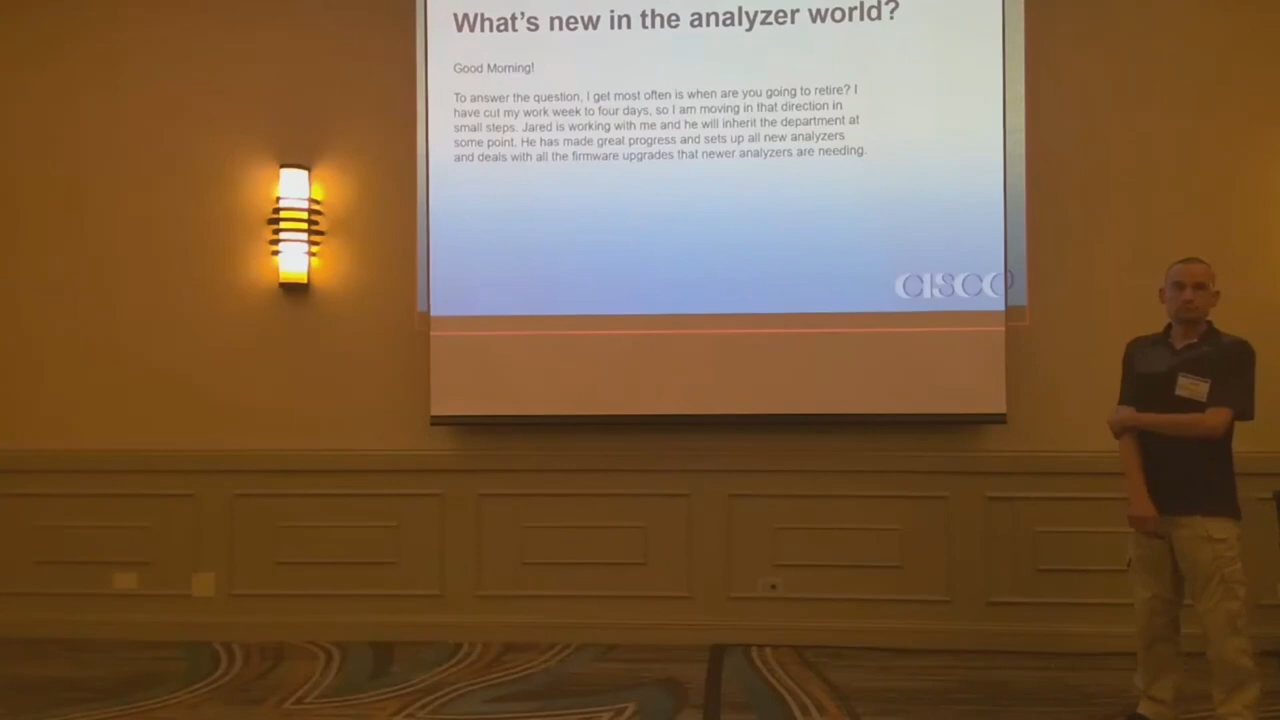 What's new in the analyzer world?
Good Morning!
To answer the question, I get most often is when are you going to retire? I
have cut my work week to four days, so I am moving in that direction in
small steps. Jared is working with me and he will inherit the department at
some point. He has made great progress and sets up all new analyzers
and deals with all the firmware upgrades that newer analyzers are needing.
CISCO